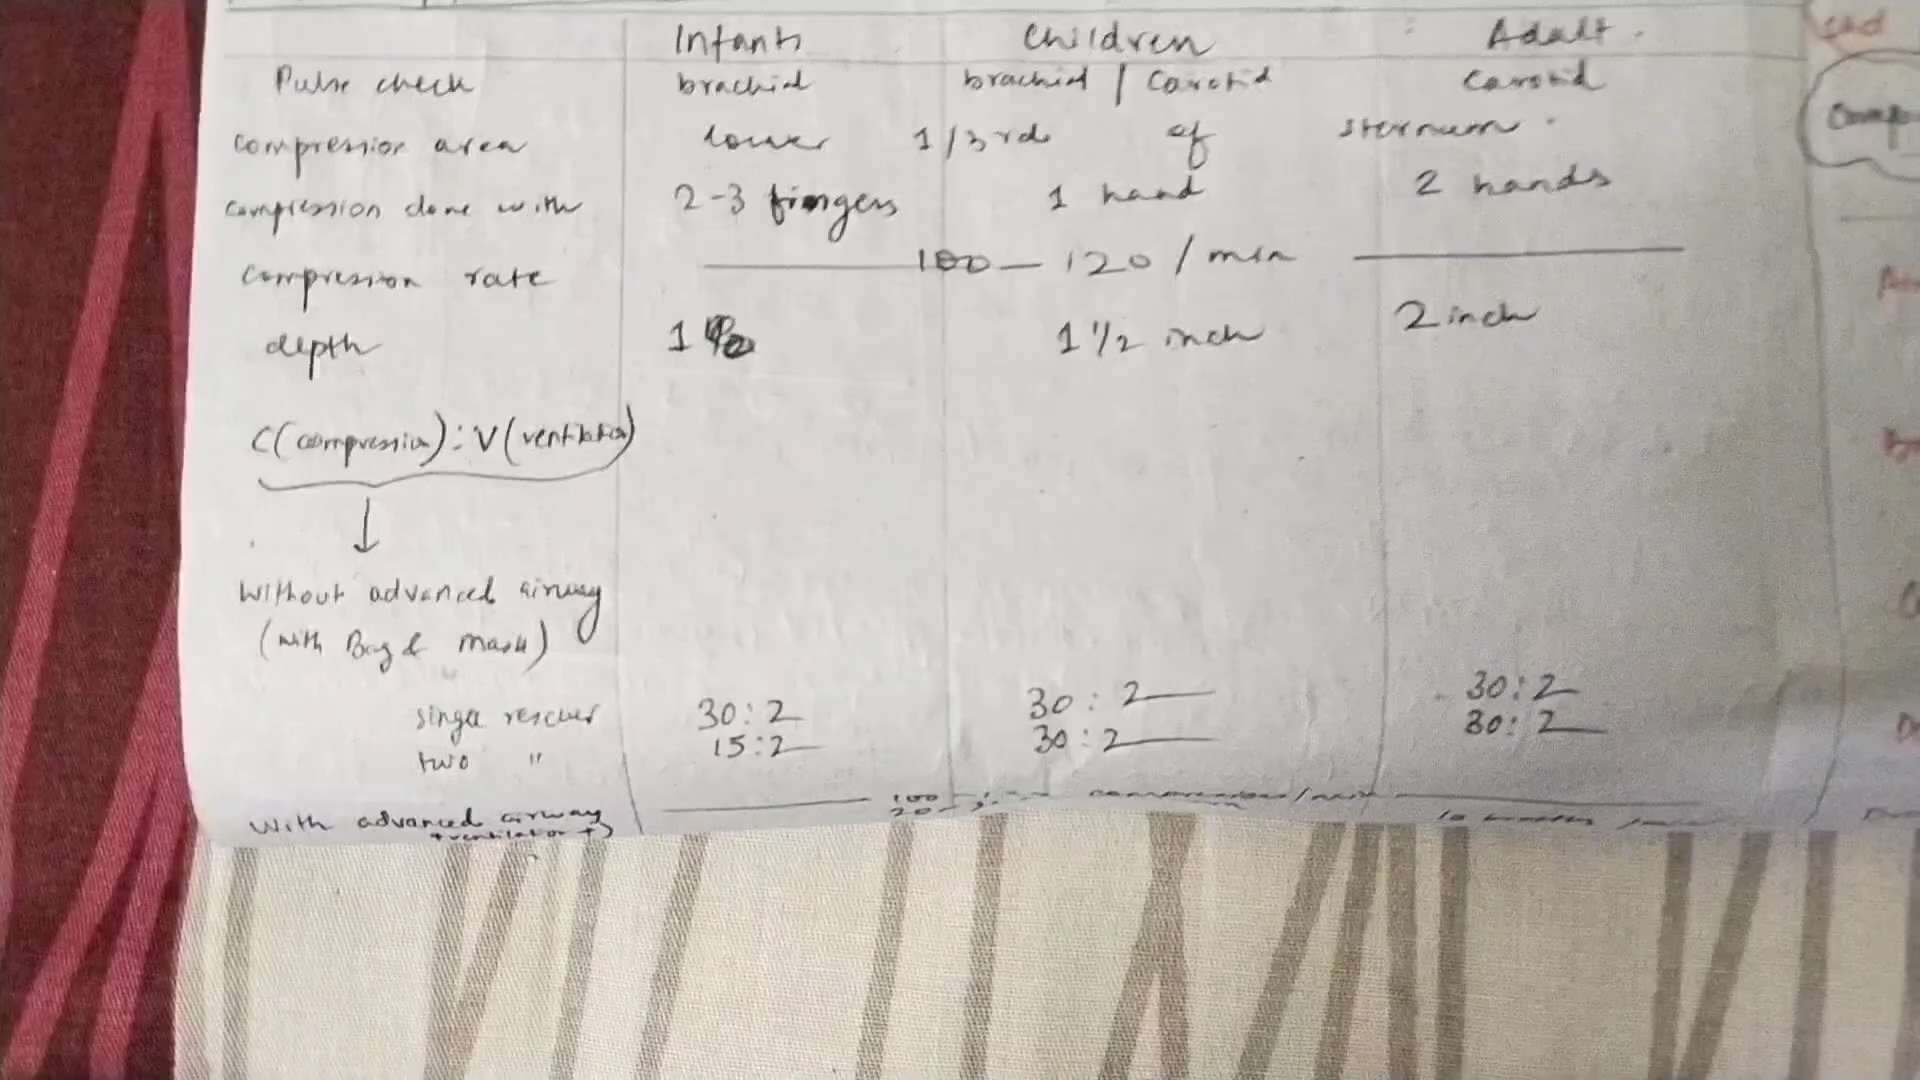 Infants Children Adult.
Pulse check brachial brachial / Carotid Carotid
compression area lower 1/3rd of sternum.
compression done with 2-3 fingers 1 hand 2 hands
compression rate 100 - 120 / min
depth 1 1 1/2 inch 2 inch
C(compression) : V(ventilation)
Without advanced airway
(with Bag & mask)
single rescuer 30:2 30:2 30:2
two " 15:2 30:2 30:2
With advanced airway